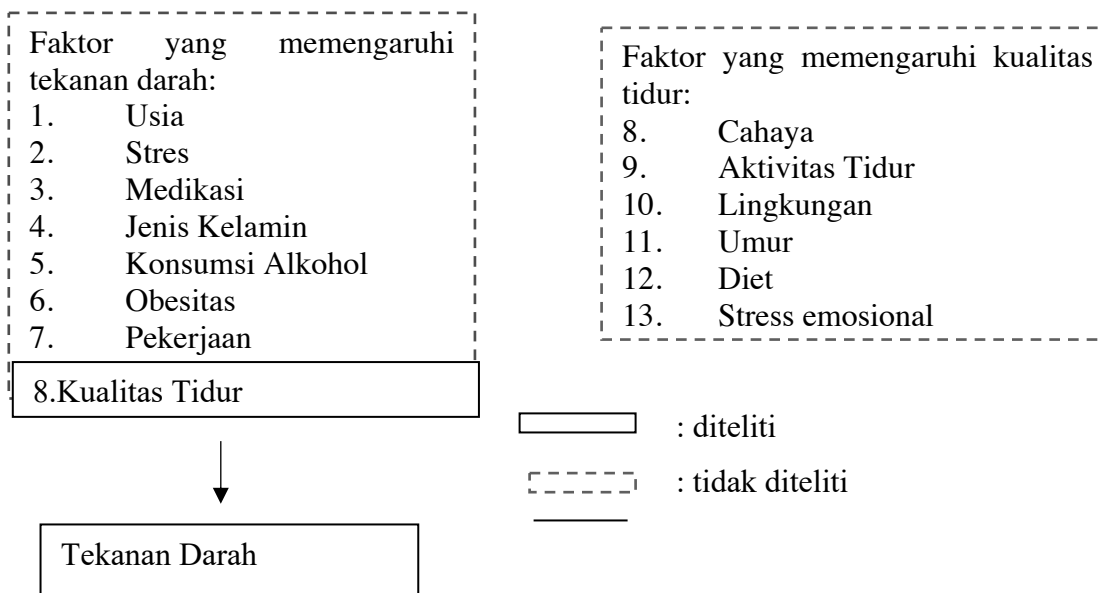 Faktor yang memengaruhi
tekanan darah:
1. Usia
2. Stres
3. Medikasi
4. Jenis Kelamin
5. Konsumsi Alkohol
6. Obesitas
7. Pekerjaan
8.Kualitas Tidur
Tekanan Darah
Faktor yang memengaruhi kualitas
tidur:
8. Cahaya
9. Aktivitas Tidur
10. Lingkungan
11. Umur
12. Diet
13. Stress emosional
: diteliti
: tidak diteliti